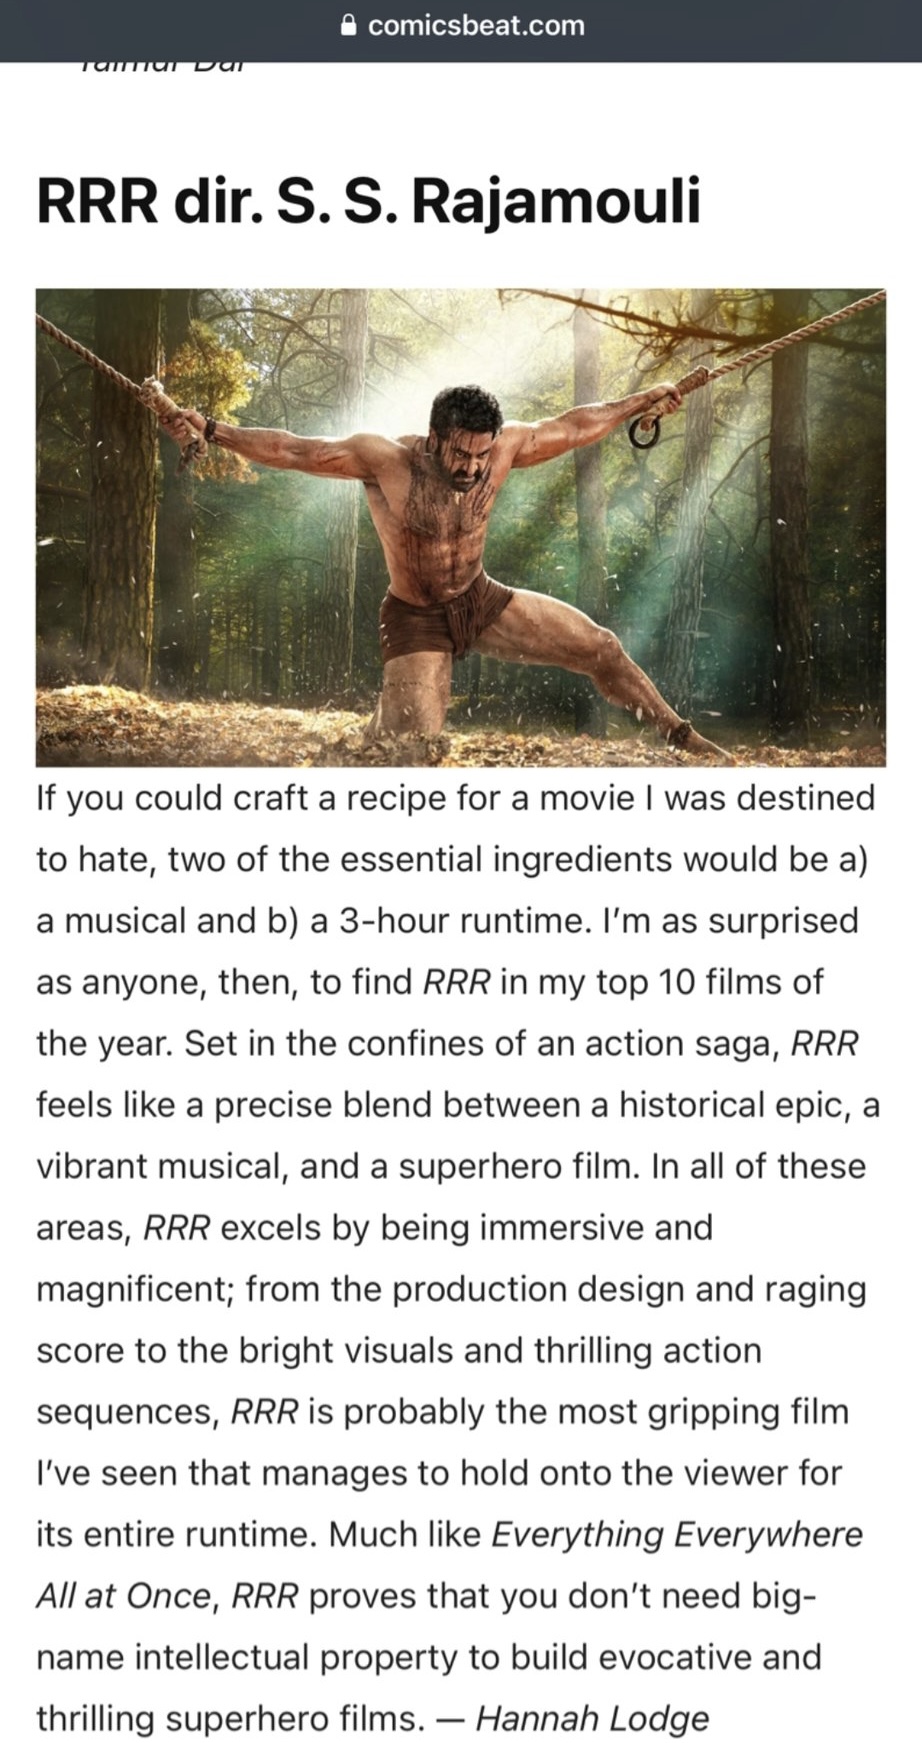 comicsbeat.com
RRR dir. S. S. Rajamouli
If you could craft a recipe for a movie I was destined
to hate, two of the essential ingredients would be a)
a musical and b) a 3-hour runtime. I’m as surprised
as anyone, then, to find RRR in my top 10 films of
the year. Set in the confines of an action saga, RRR
feels like a precise blend between a historical epic, a
vibrant musical, and a superhero film. In all of these
areas, RRR excels by being immersive and
magnificent; from the production design and raging
score to the bright visuals and thrilling action
sequences, RRR is probably the most gripping film
I’ve seen that manages to hold onto the viewer for
its entire runtime. Much like Everything Everywhere
All at Once, RRR proves that you don’t need big-
name intellectual property to build evocative and
thrilling superhero films. — Hannah Lodge